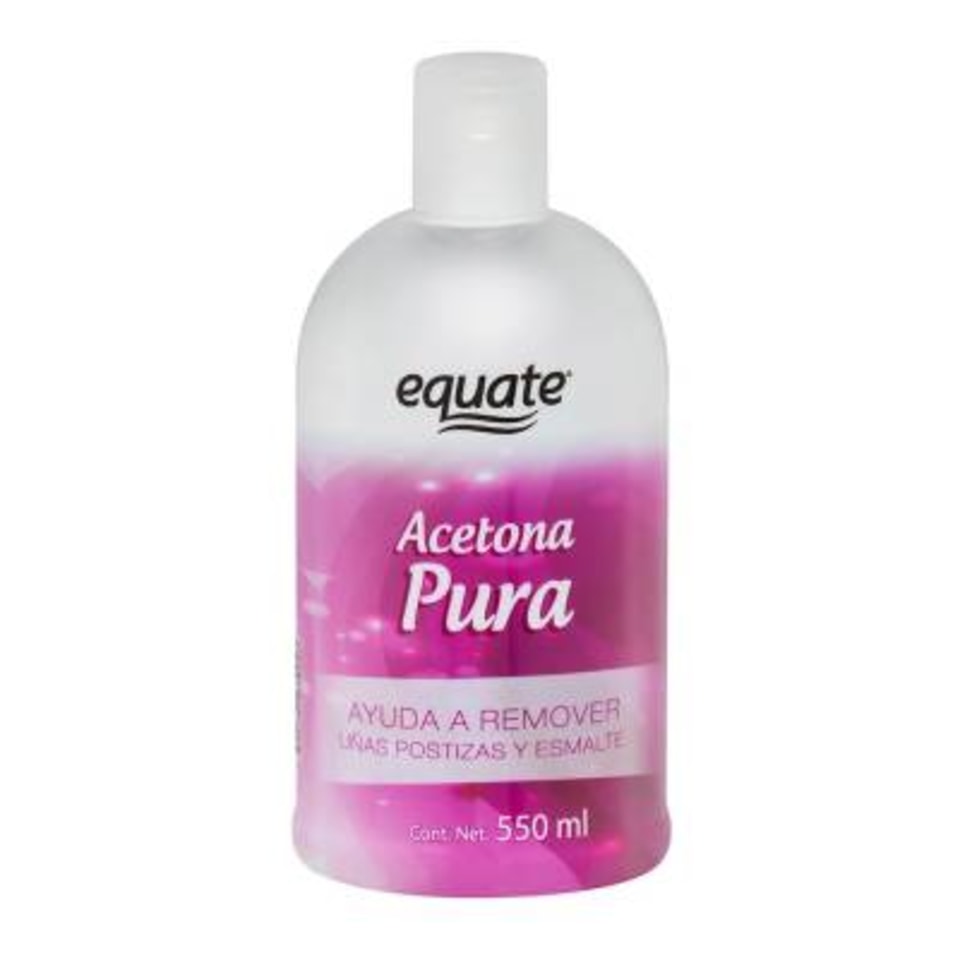 equate
Acetona
Pura
AYUDA A REMOVER
UÑAS POSTIZAS Y ESMALTE
Cont. Net. 550 ml